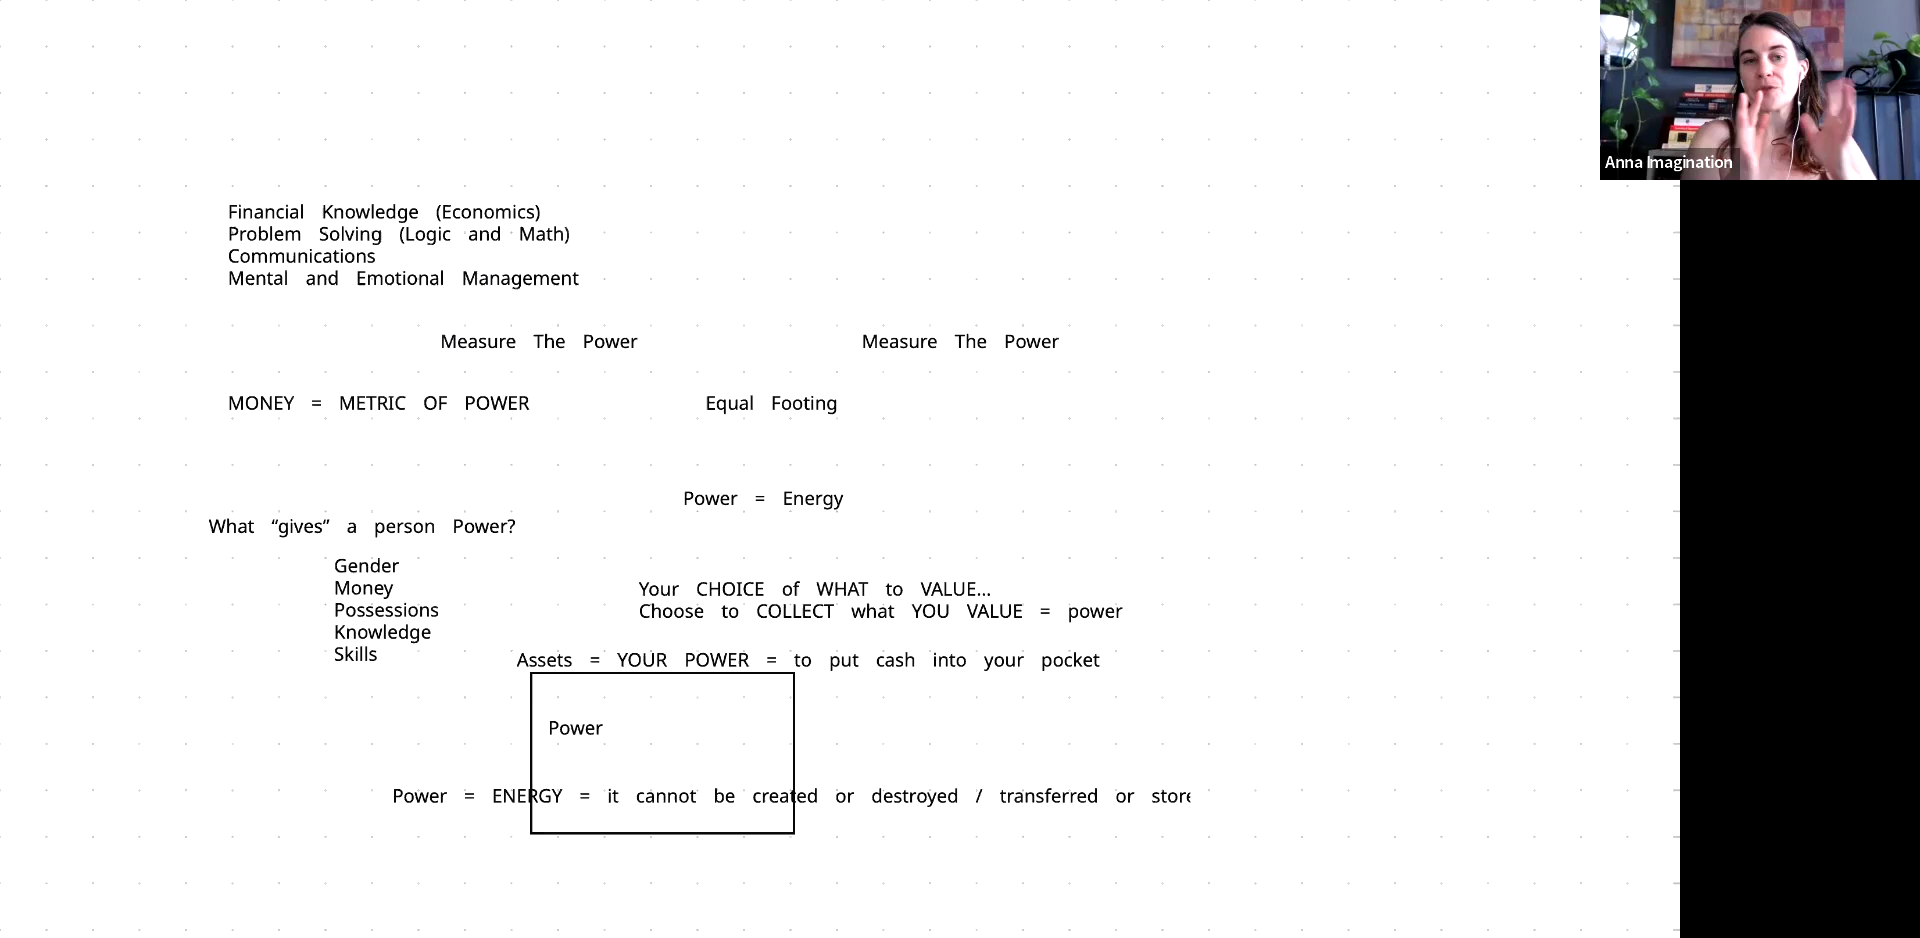 Anna Imagination
Financial Knowledge (Economics)
Problem Solving (Logic and Math)
Communications
Mental and Emotional Management
Measure The Power
Measure The Power
MONEY = METRIC OF POWER
Equal Footing
Power = Energy
What “gives” a person Power?
Gender
Money
Possessions
Knowledge
Skills
Your CHOICE of WHAT to VALUE...
Choose to COLLECT what YOU VALUE = power
Assets = YOUR POWER = to put cash into your pocket
Power
Power = ENERGY = it cannot be created or destroyed / transferred or store